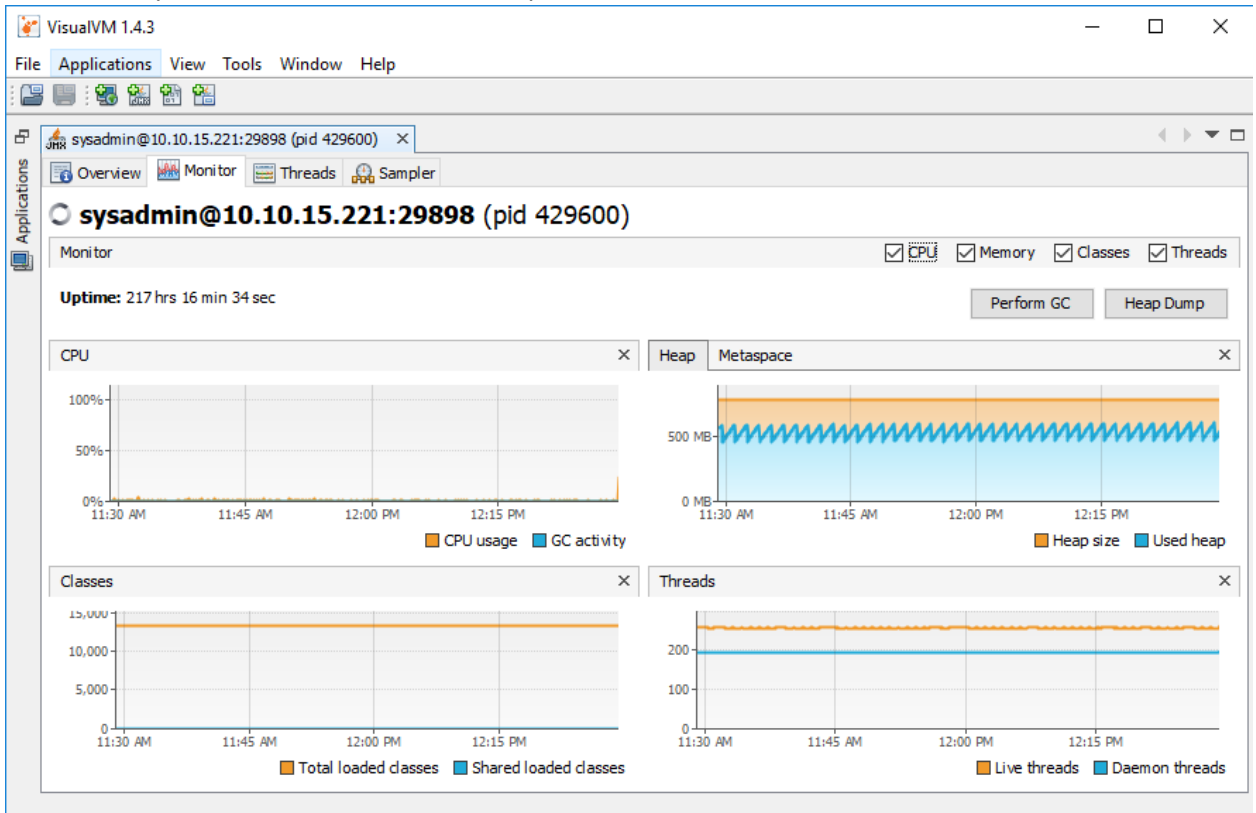 VisualVM 1.4.3
File Applications View Tools Window Help
Applications
sysadmin@10.10.15.221:29898 (pid 429600)
Overview Monitor Threads Sampler
sysadmin@10.10.15.221:29898 (pid 429600)
Monitor CPU Memory Classes Threads
Uptime: 217 hrs 16 min 34 sec Perform GC Heap Dump
CPU
100%
50%
0%
11:30 AM 11:45 AM 12:00 PM 12:15 PM
CPU usage GC activity
Heap Metaspace
500 MB
0 MB
11:30 AM 11:45 AM 12:00 PM 12:15 PM
Heap size Used heap
Classes
15,000
10,000
5,000
0
11:30 AM 11:45 AM 12:00 PM 12:15 PM
Total loaded classes Shared loaded classes
Threads
200
100
0
11:30 AM 11:45 AM 12:00 PM 12:15 PM
Live threads Daemon threads